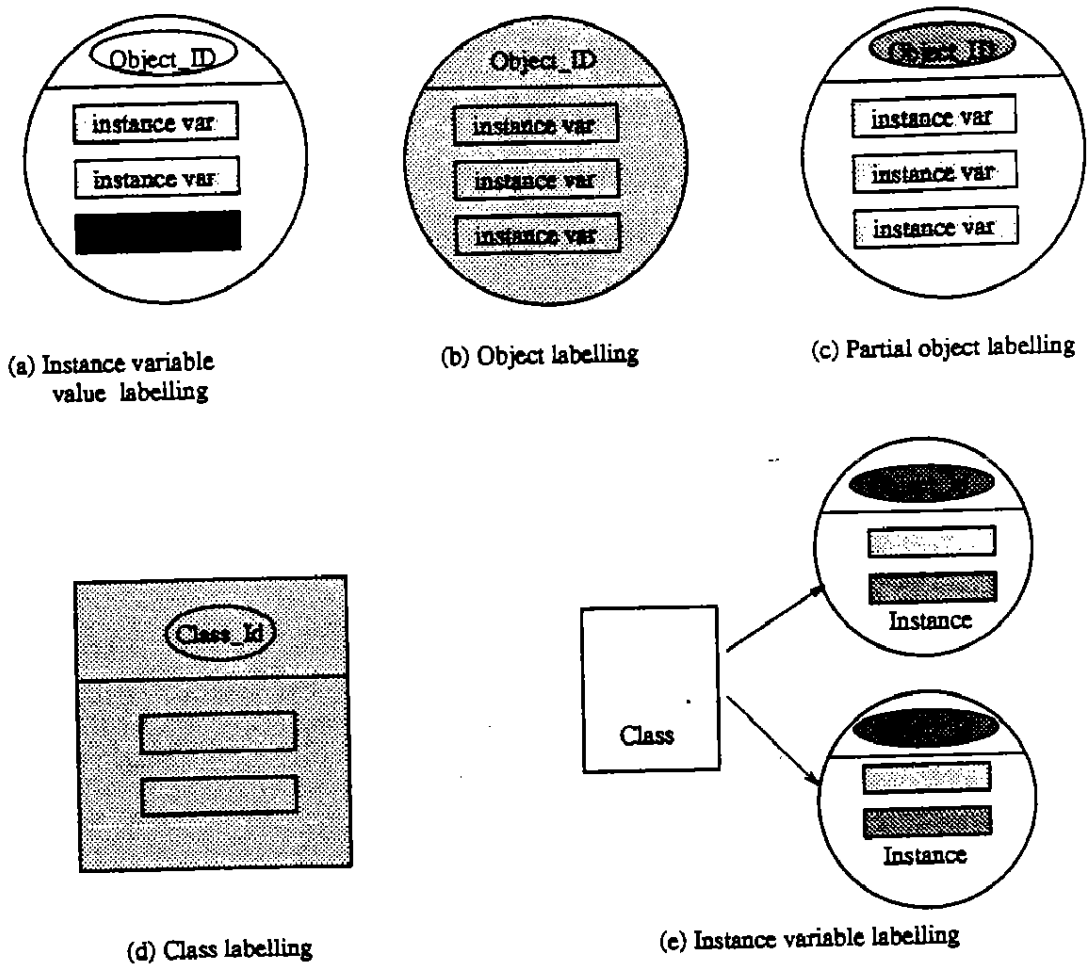 Object_ID
instance var
instance var
(a) Instance variable
value labelling
Object_ID
instance var
instance var
instance var
(b) Object labelling
Object_ID
instance var
instance var
instance var
(c) Partial object labelling
Class_Id
(d) Class labelling
Class
Instance
Instance
(e) Instance variable labelling